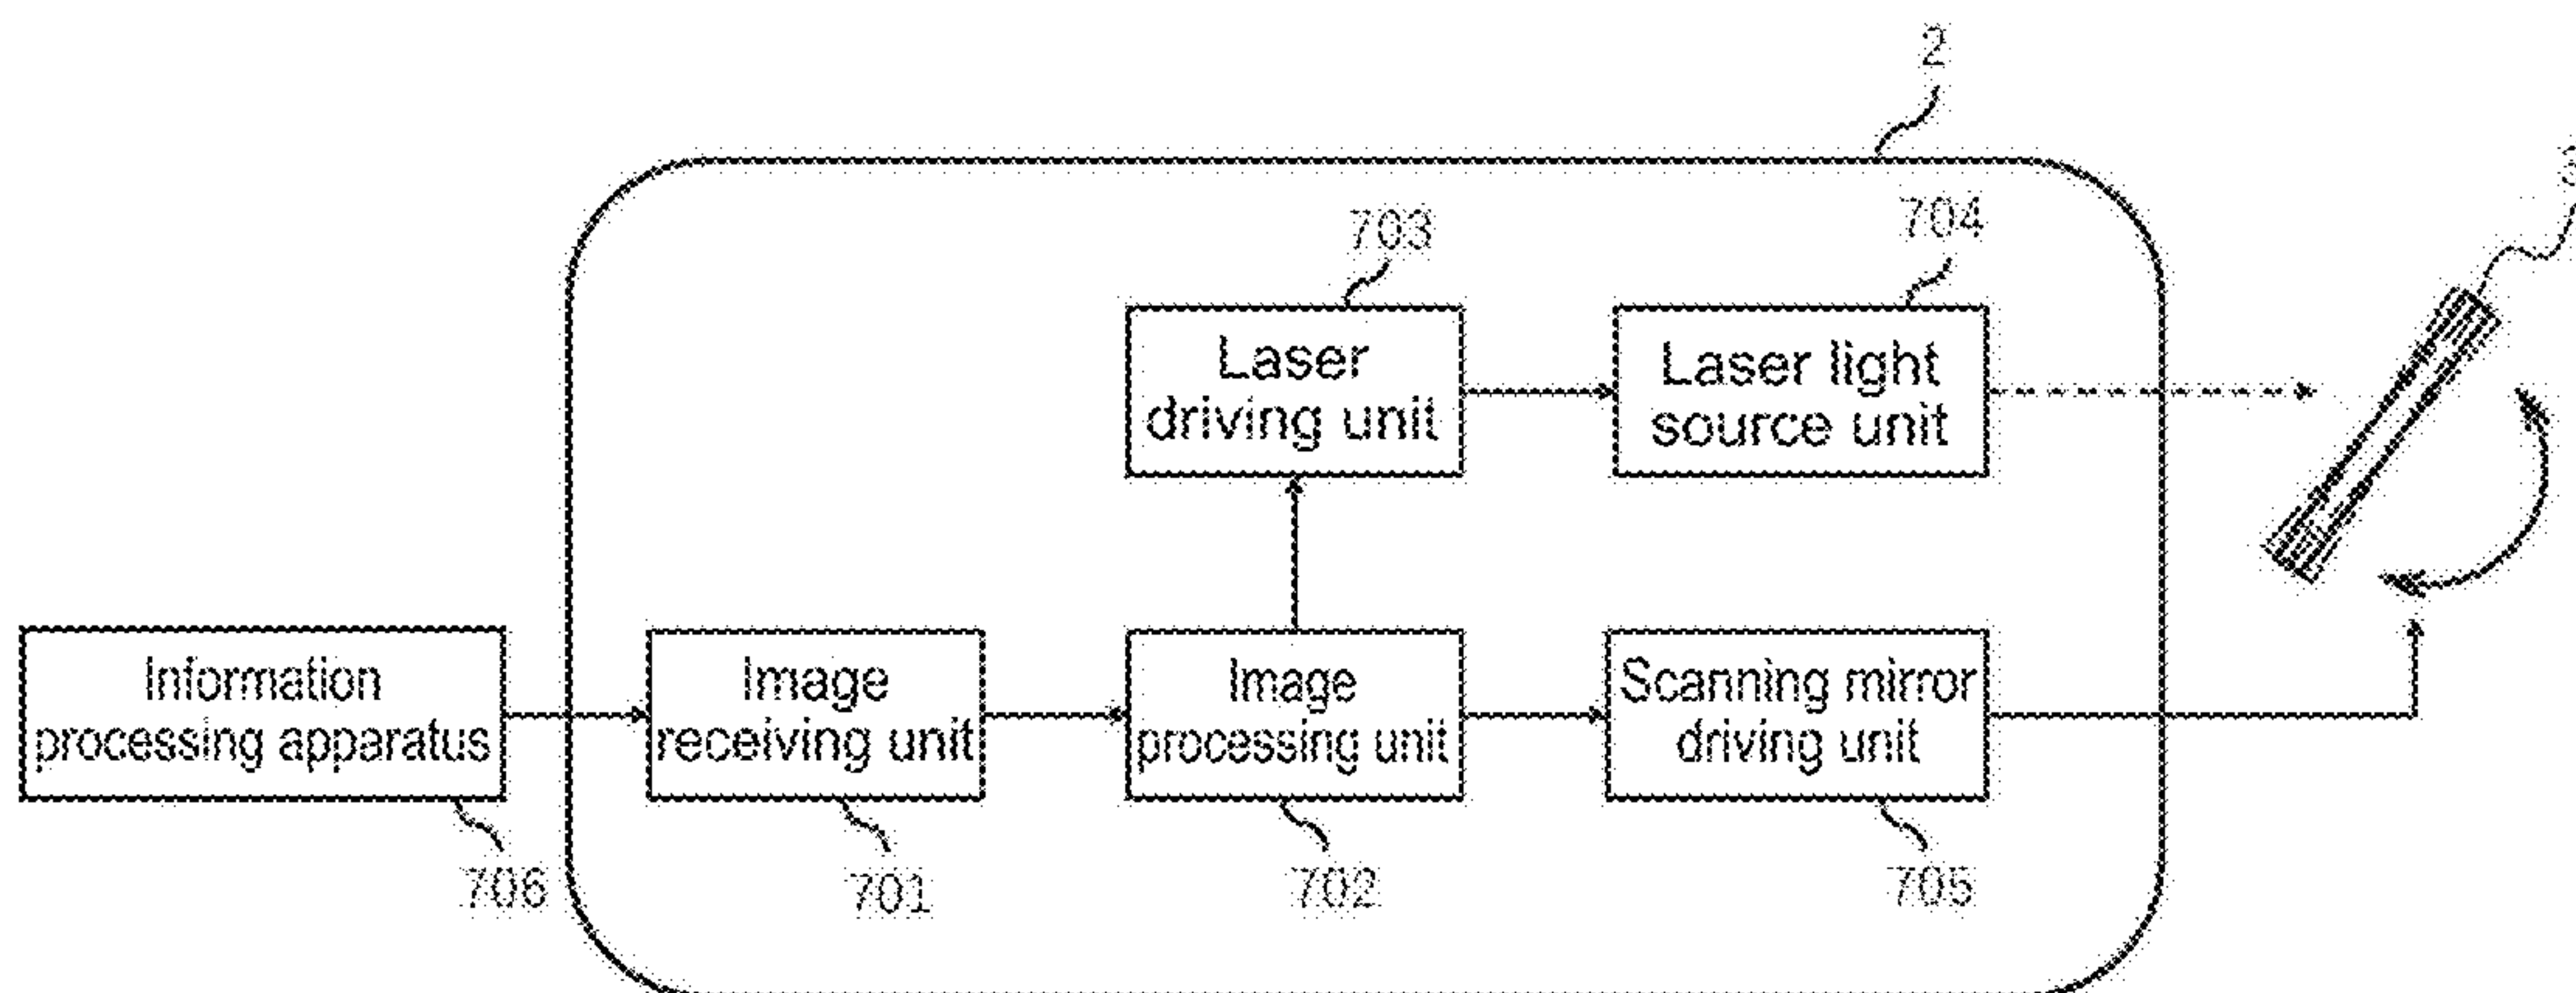 2
3
703
704
Laser
driving unit
Laser light
source unit
Information
processing apparatus
Image
receiving unit
Image
processing unit
Scanning mirror
driving unit
706
701
702
705